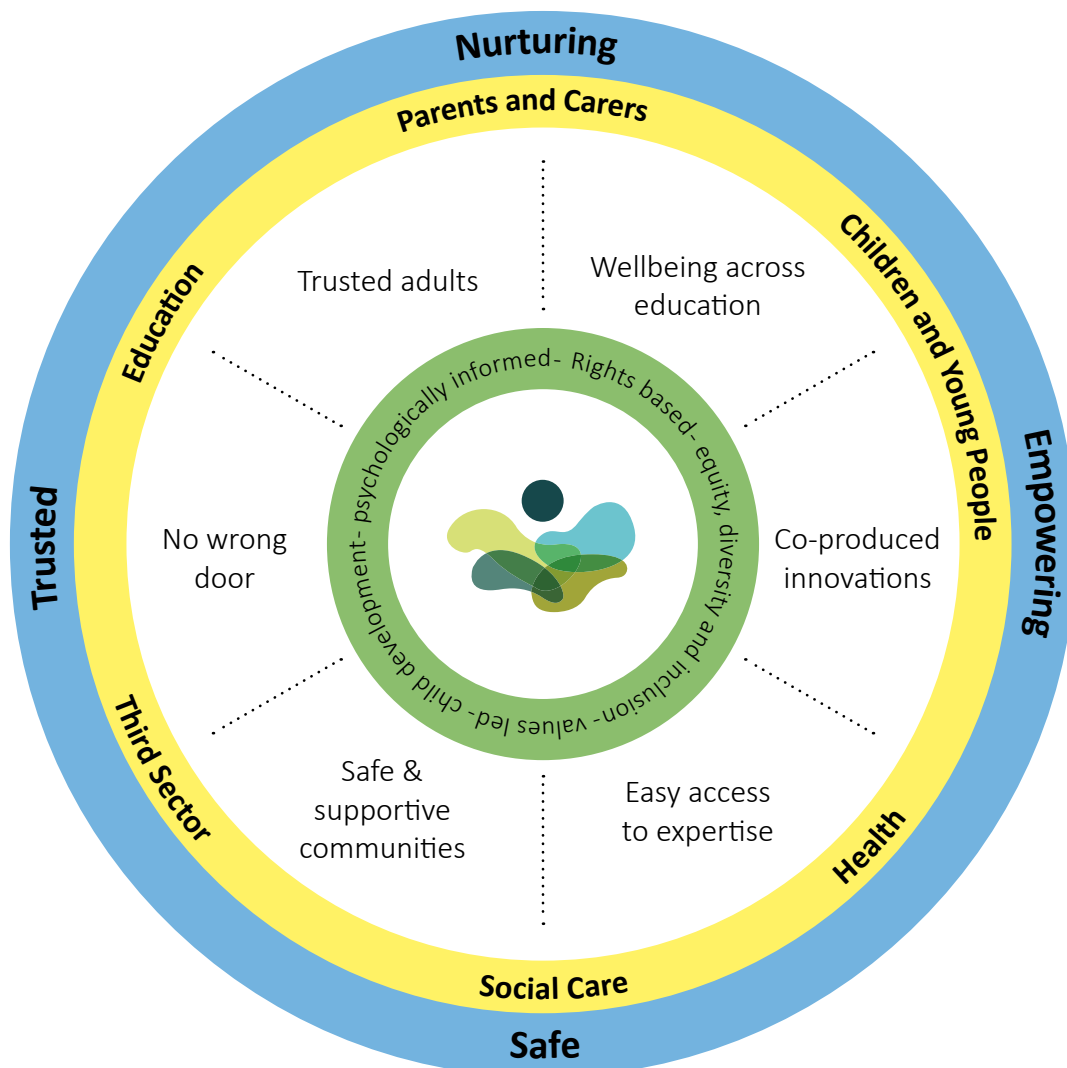 Nurturing
Parents and Carers
Children and Young People
Education
Trusted adults
Wellbeing across
education
psychologically informed- Rights based- equity, diversity and inclusion- values led- child development-
Trusted
Empowering
No wrong
door
Co-produced
innovations
Third Sector
Safe &
supportive
communities
Easy access
to expertise
Health
Social Care
Safe